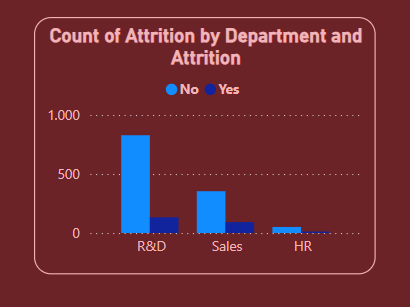 Count of Attrition by Department and
Attrition
No Yes
1.000
500
0
R&D Sales HR